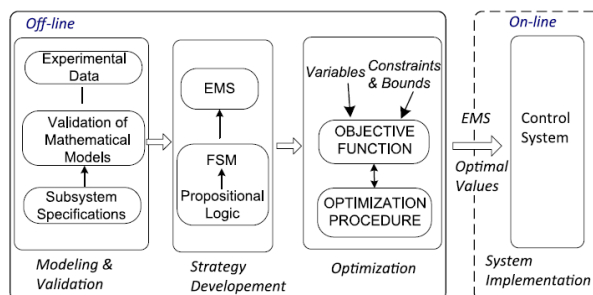 Off-line
On-line
Experimental
Data
Validation of
Mathematical
Models
Subsystem
Specifications
Modeling &
Validation
EMS
FSM
Propositional
Logic
Strategy
Developement
Variables
Constraints
& Bounds
OBJECTIVE
FUNCTION
OPTIMIZATION
PROCEDURE
Optimization
EMS
Optimal
Values
Control
System
System
Implementation